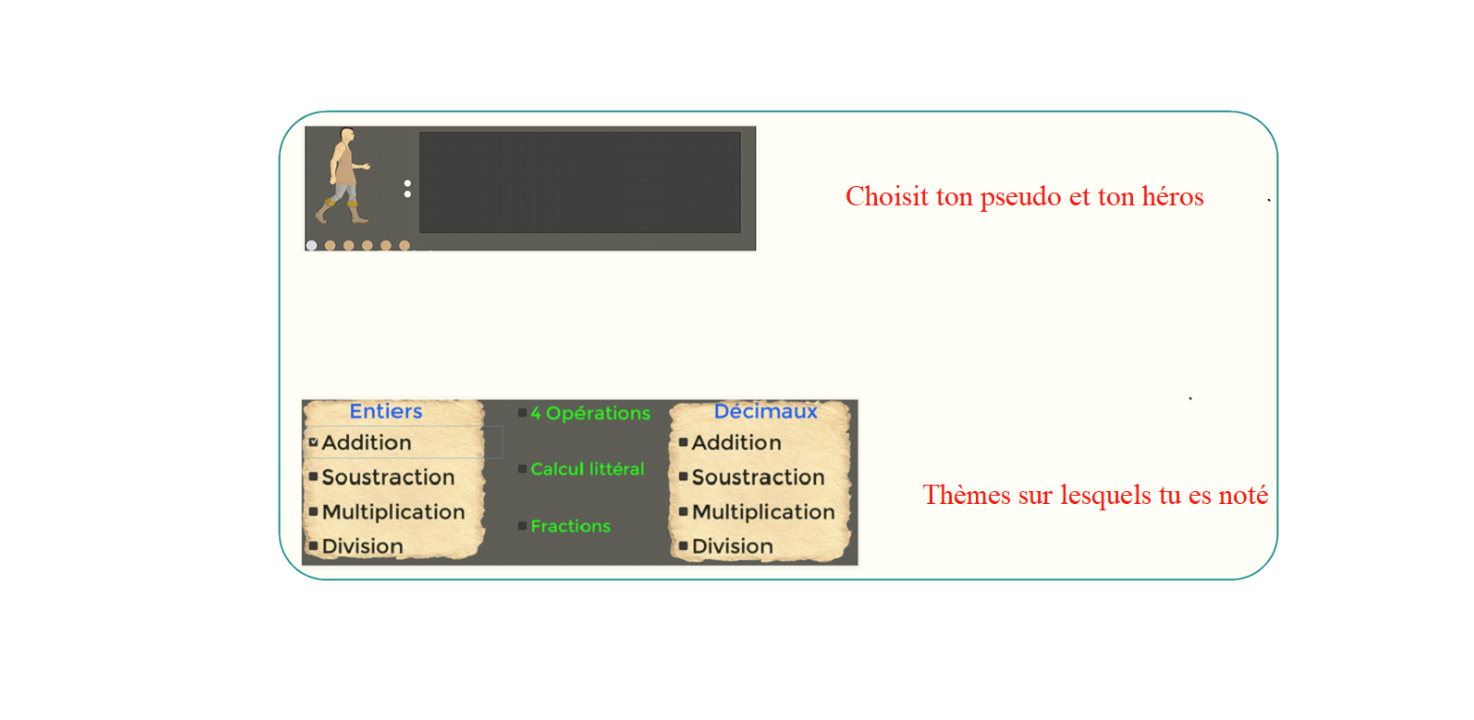 :
Choisit ton pseudo et ton héros
Entiers
Addition
Soustraction
Multiplication
Division
4 Opérations
Calcul littéral
Fractions
Décimaux
Addition
Soustraction
Multiplication
Division
Thèmes sur lesquels tu es noté